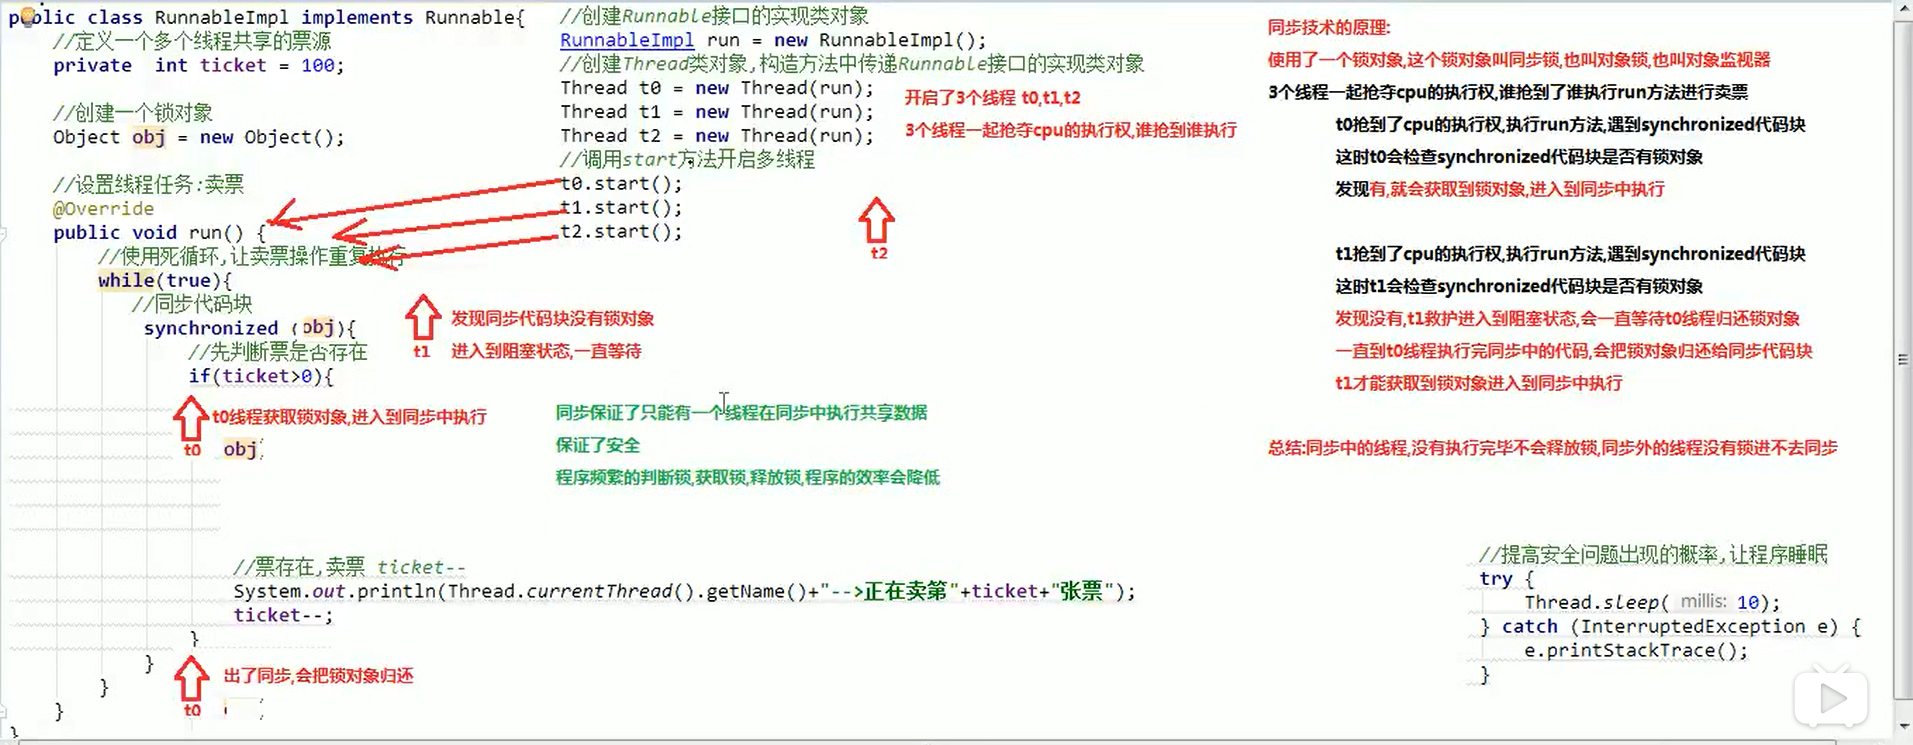 public class RunnableImpl implements Runnable{
//定义一个多个线程共享的票源
private  int ticket = 100;
//创建一个锁对象
Object obj = new Object();
//设置线程任务:卖票
@Override
public void run() {
//使用死循环,让卖票操作重复执行
while(true){
//同步代码块
synchronized (obj){
//先判断票是否存在
if(ticket>0){
t0线程获取锁对象,进入到同步中执行
t0
obj
//票存在,卖票 ticket--
System.out.println(Thread.currentThread().getName()+"-->正在卖第"+ticket+"张票");
ticket--;
}
}
出了同步,会把锁对象归还
}
t0
}
}
//创建Runnable接口的实现类对象
RunnableImpl run = new RunnableImpl();
//创建Thread类对象,构造方法中传递Runnable接口的实现类对象
Thread t0 = new Thread(run);
Thread t1 = new Thread(run);
Thread t2 = new Thread(run);
//调用start方法开启多线程
t0.start();
t1.start();
t2.start();
开启了3个线程 t0,t1,t2
3个线程一起抢夺cpu的执行权,谁抢到谁执行
t2
发现同步代码块没有锁对象
t1
进入到阻塞状态,一直等待
同步保证了只能有一个线程在同步中执行共享数据
保证了安全
程序频繁的判断锁,获取锁,释放锁,程序的效率会降低
同步技术的原理:
使用了一个锁对象,这个锁对象叫同步锁,也叫对象锁,也叫对象监视器
3个线程一起抢夺cpu的执行权,谁抢到了谁执行run方法进行卖票
t0抢到了cpu的执行权,执行run方法,遇到synchronized代码块
这时t0会检查synchronized代码块是否有锁对象
发现有,就会获取到锁对象,进入到同步中执行
t1抢到了cpu的执行权,执行run方法,遇到synchronized代码块
这时t1会检查synchronized代码块是否有锁对象
发现没有,t1救护进入到阻塞状态,会一直等待t0线程归还锁对象
一直到t0线程执行完同步中的代码,会把锁对象归还给同步代码块
t1才能获取到锁对象进入到同步中执行
总结:同步中的线程,没有执行完毕不会释放锁,同步外的线程没有锁进不去同步
//提高安全问题出现的概率,让程序睡眠
try {
Thread.sleep( millis: 10);
} catch (InterruptedException e) {
e.printStackTrace();
}